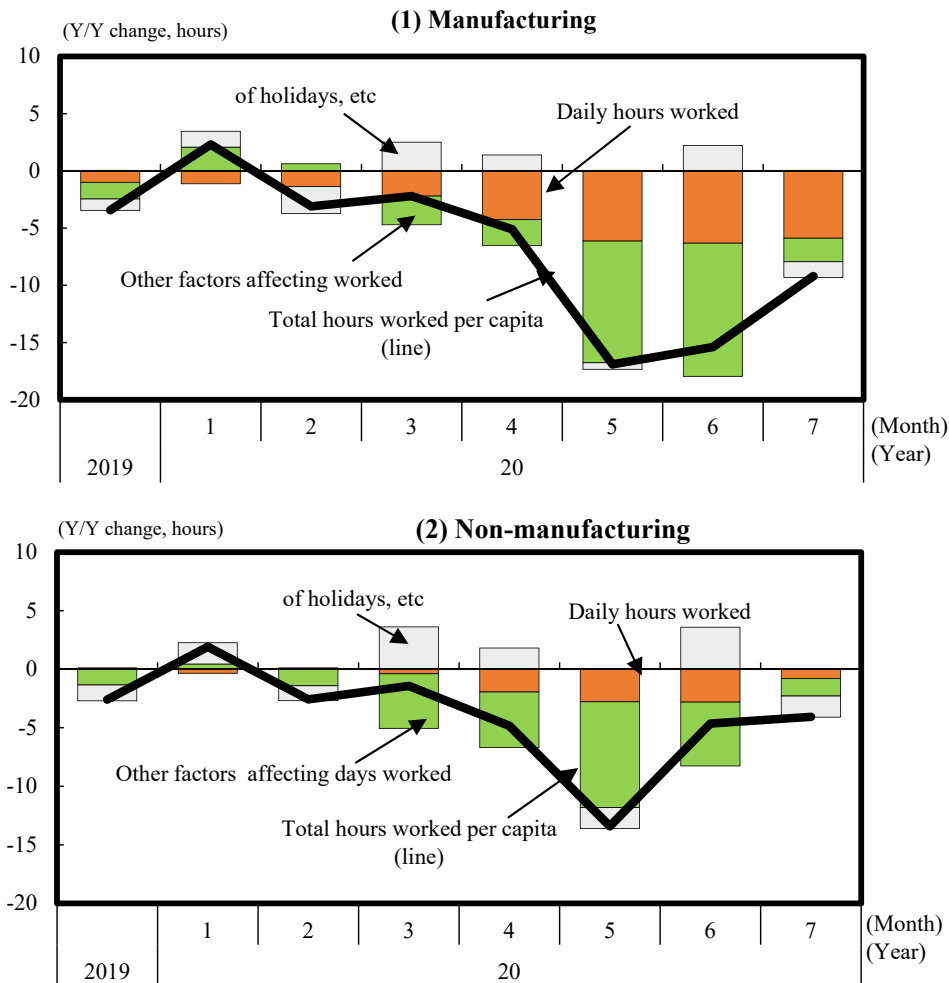 (1) Manufacturing
(Y/Y change, hours)
10
5
0
-5
-10
-15
-20
of holidays, etc
Daily hours worked
Other factors affecting worked
Total hours worked per capita
(line)
1 2 3 4 5 6 7 (Month)
2019 20 (Year)
(2) Non-manufacturing
(Y/Y change, hours)
10
5
0
-5
-10
-15
-20
of holidays, etc
Daily hours worked
Other factors affecting days worked
Total hours worked per capita
(line)
1 2 3 4 5 6 7 (Month)
2019 20 (Year)